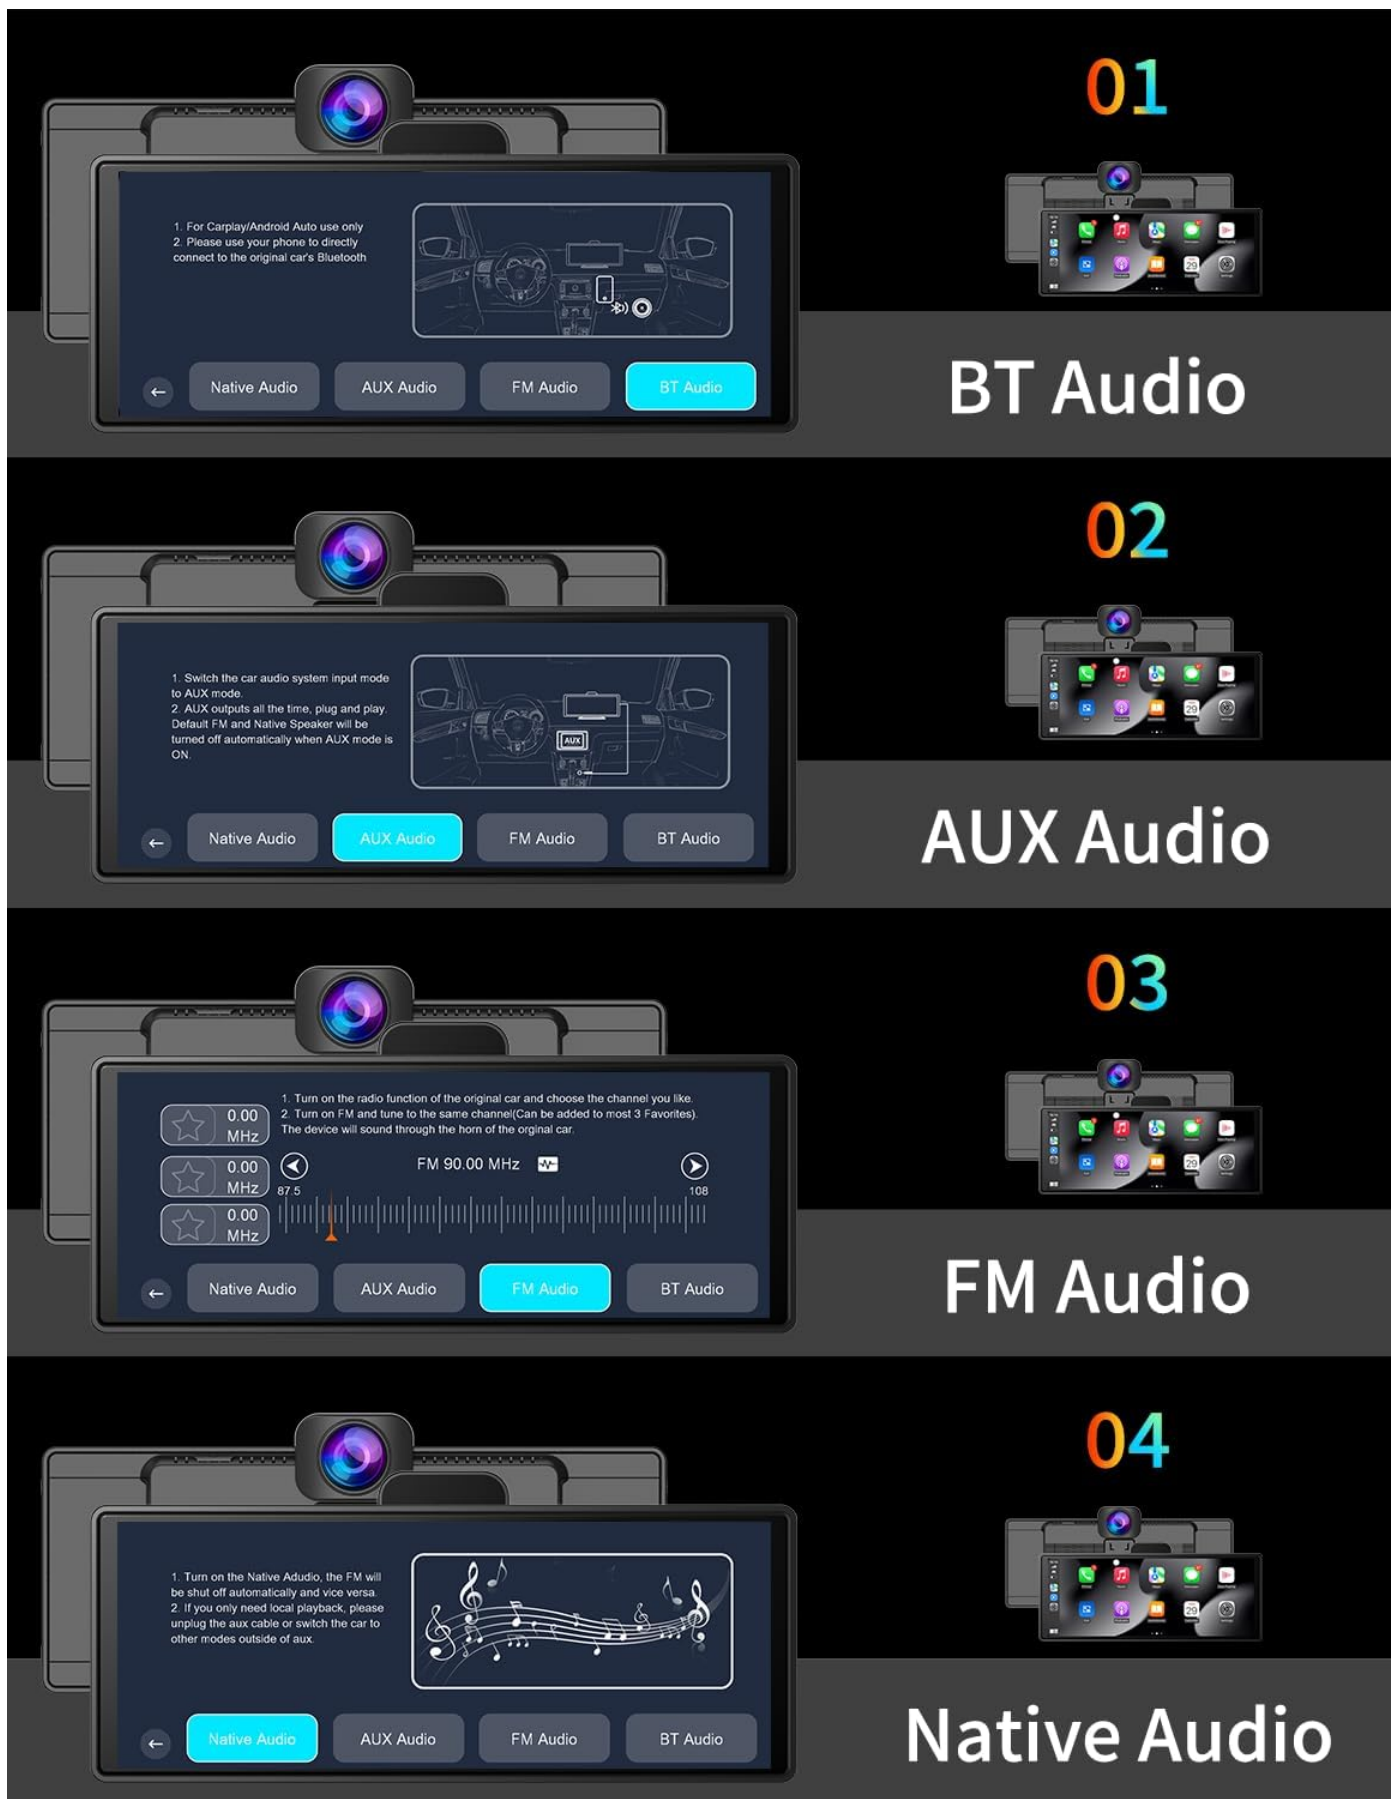 01
1. For Carplay/Android Auto use only
2. Please use your phone to directly
connect to the original car's Bluetooth
29
Native Audio
AUX Audio
FM Audio
BT Audio
BT Audio
02
1. Switch the car audio system input mode
to AUX mode.
2. AUX outputs all the time, plug and play.
Default FM and Native Speaker will be
turned off automatically when AUX mode is
ON.
AUX
29
Native Audio
AUX Audio
FM Audio
BT Audio
AUX Audio
03
1. Turn on the radio function of the original car and choose the channel you like.
2. Turn on FM and tune to the same channel(Can be added to most 3 Favorites).
The device will sound through the horn of the orginal car.
0.00
MHz
0.00
MHz
0.00
MHz
FM 90.00 MHz
87.5
108
29
Native Audio
AUX Audio
FM Audio
BT Audio
FM Audio
04
1. Turn on the Native Adudio, the FM will
be shut off automatically and vice versa.
2. If you only need local playback, please
unplug the aux cable or switch the car to
other modes outside of aux.
29
Native Audio
AUX Audio
FM Audio
BT Audio
Native Audio